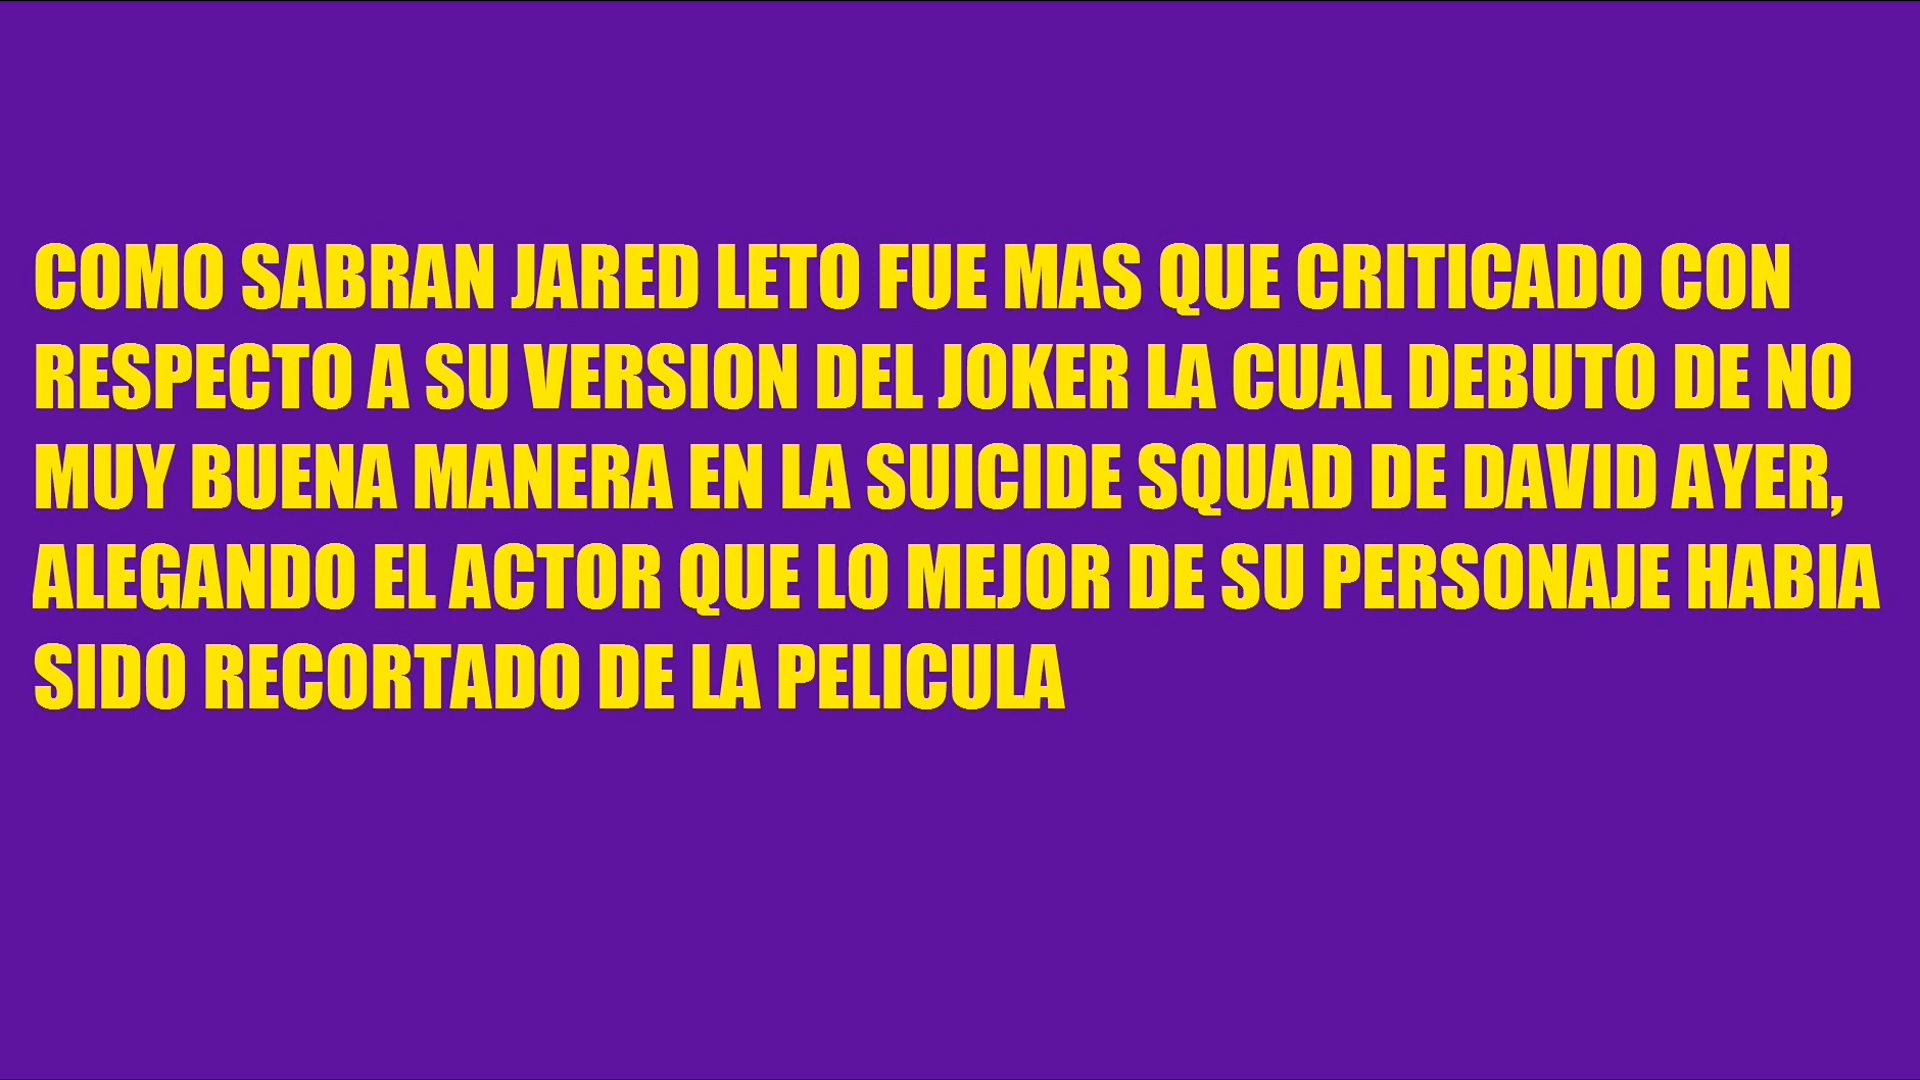 COMO SABRAN JARED LETO FUE MAS QUE CRITICADO CON
RESPECTO A SU VERSION DEL JOKER LA CUAL DEBUTO DE NO
MUY BUENA MANERA EN LA SUICIDE SQUAD DE DAVID AYER,
ALEGANDO EL ACTOR QUE LO MEJOR DE SU PERSONAJE HABIA
SIDO RECORTADO DE LA PELICULA